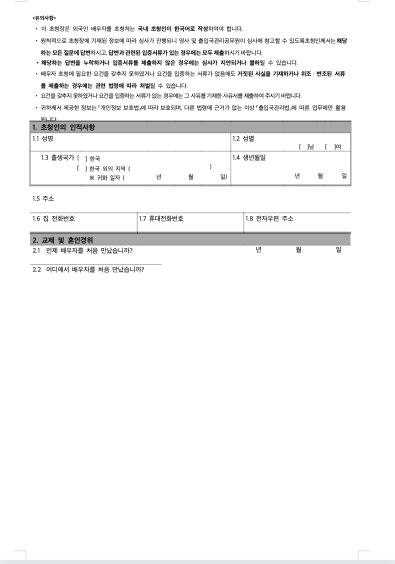 <유의사항>
• 이 초청장은 외국인 배우자를 초청하는 국내 초청인이 한국어로 작성하여야 합니다.
• 원칙적으로 초청장에 기재된 정보에 따라 심사가 진행되니 영사 및 출입국관리공무원이 심사에 참고할 수 있도록초청인께서는 해당
하는 모든 질문에 답변하시고, 답변과 관련된 입증서류가 있는 경우에는 모두 제출하시기 바랍니다.
• 해당하는 답변을 누락하거나 입증서류를 제출하지 않은 경우에는 심사가 지연되거나 불허될 수 있습니다.
• 배우자 초청에 필요한 요건을 갖추지 못하였거나 요건을 입증하는 서류가 없음에도 거짓된 사실을 기재하거나 위조 · 변조된 서류
를 제출하는 경우에는 관련 법령에 따라 처벌될 수 있습니다.
• 요건을 갖추지 못하였거나 요건을 입증하는 서류가 없는 경우에는 그 사유를 기재한 사유서를 제출하여 주시기 바랍니다.
• 귀하께서 제공한 정보는 「개인정보 보호법」에 따라 보호되며, 다른 법령에 근거가 없는 이상 「출입국관리법」에 따른 업무에만 활용
됩니다.
1. 초청인의 인적사항
1.1 성명
1.2 성별
[ ]남 [ ]여
1.3 출생국가 [ ] 한국
[ ] 한국 외의 지역 ( )
※ 귀화 일자 ( 년 월 일)
1.4 생년월일
년 월 일
1.5 주소
1.6 집 전화번호
1.7 휴대전화번호
1.8 전자우편 주소
2. 교제 및 혼인경위
2.1 언제 배우자를 처음 만났습니까? 년 월 일
2.2 어디에서 배우자를 처음 만났습니까?